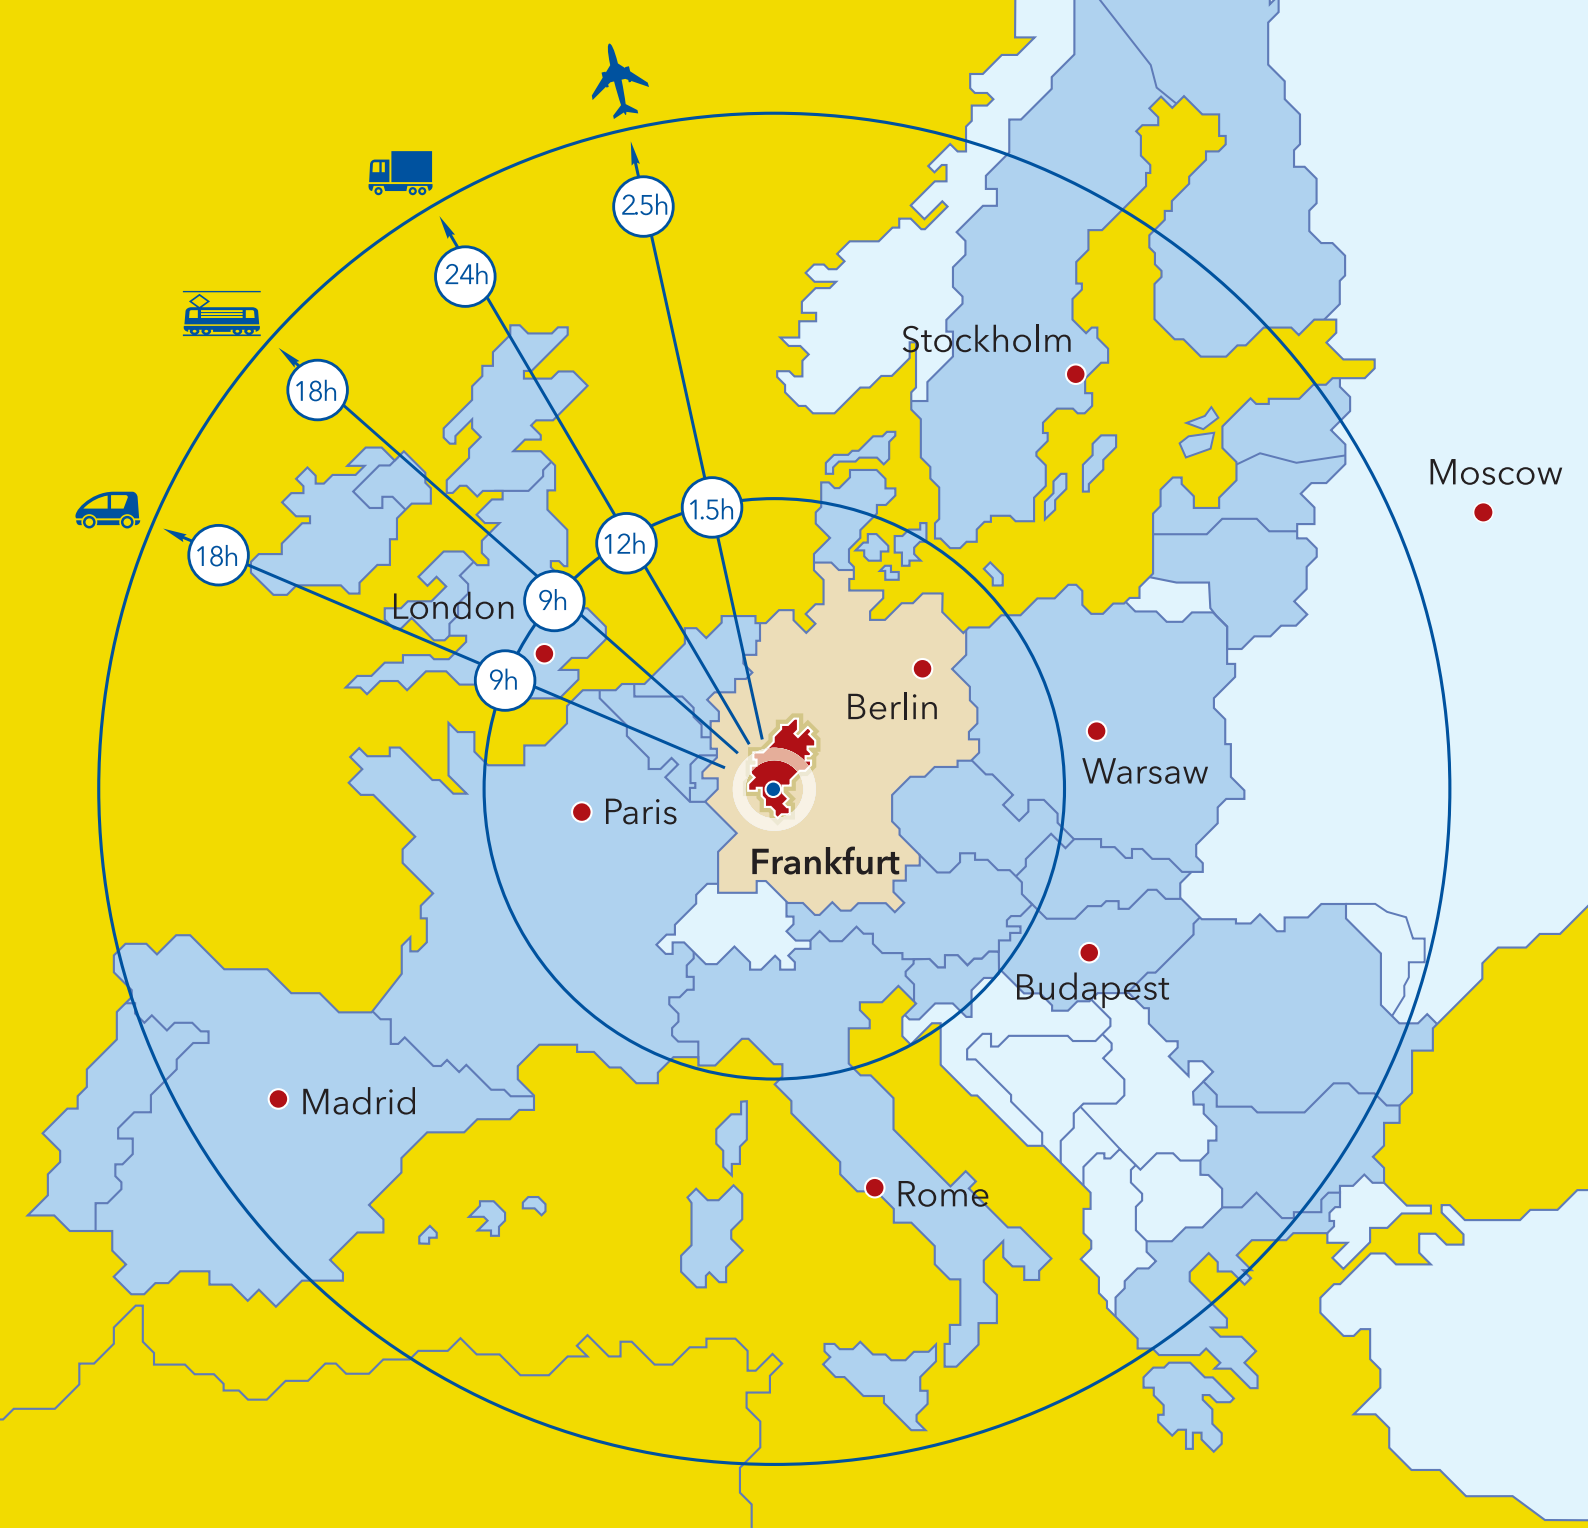 2.5h
24h
Stockholm
18h
Moscow
1.5h
12h
18h
9h
London
9h
Berlin
Warsaw
Paris
Frankfurt
Budapest
Madrid
Rome